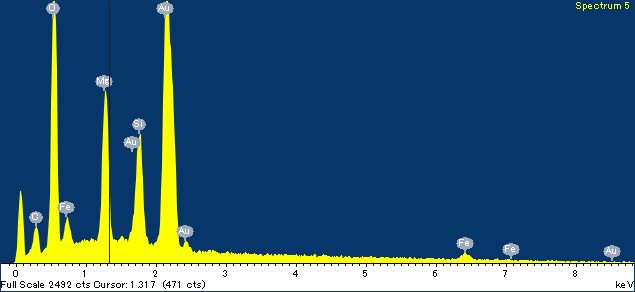 O Au Spectrum 5
Mg
Si
Au
Fe
C
Au
Fe
Fe
Au
0 1 2 3 4 5 6 7 8
Full Scale 2492 cts Cursor: 1.317 (471 cts) keV